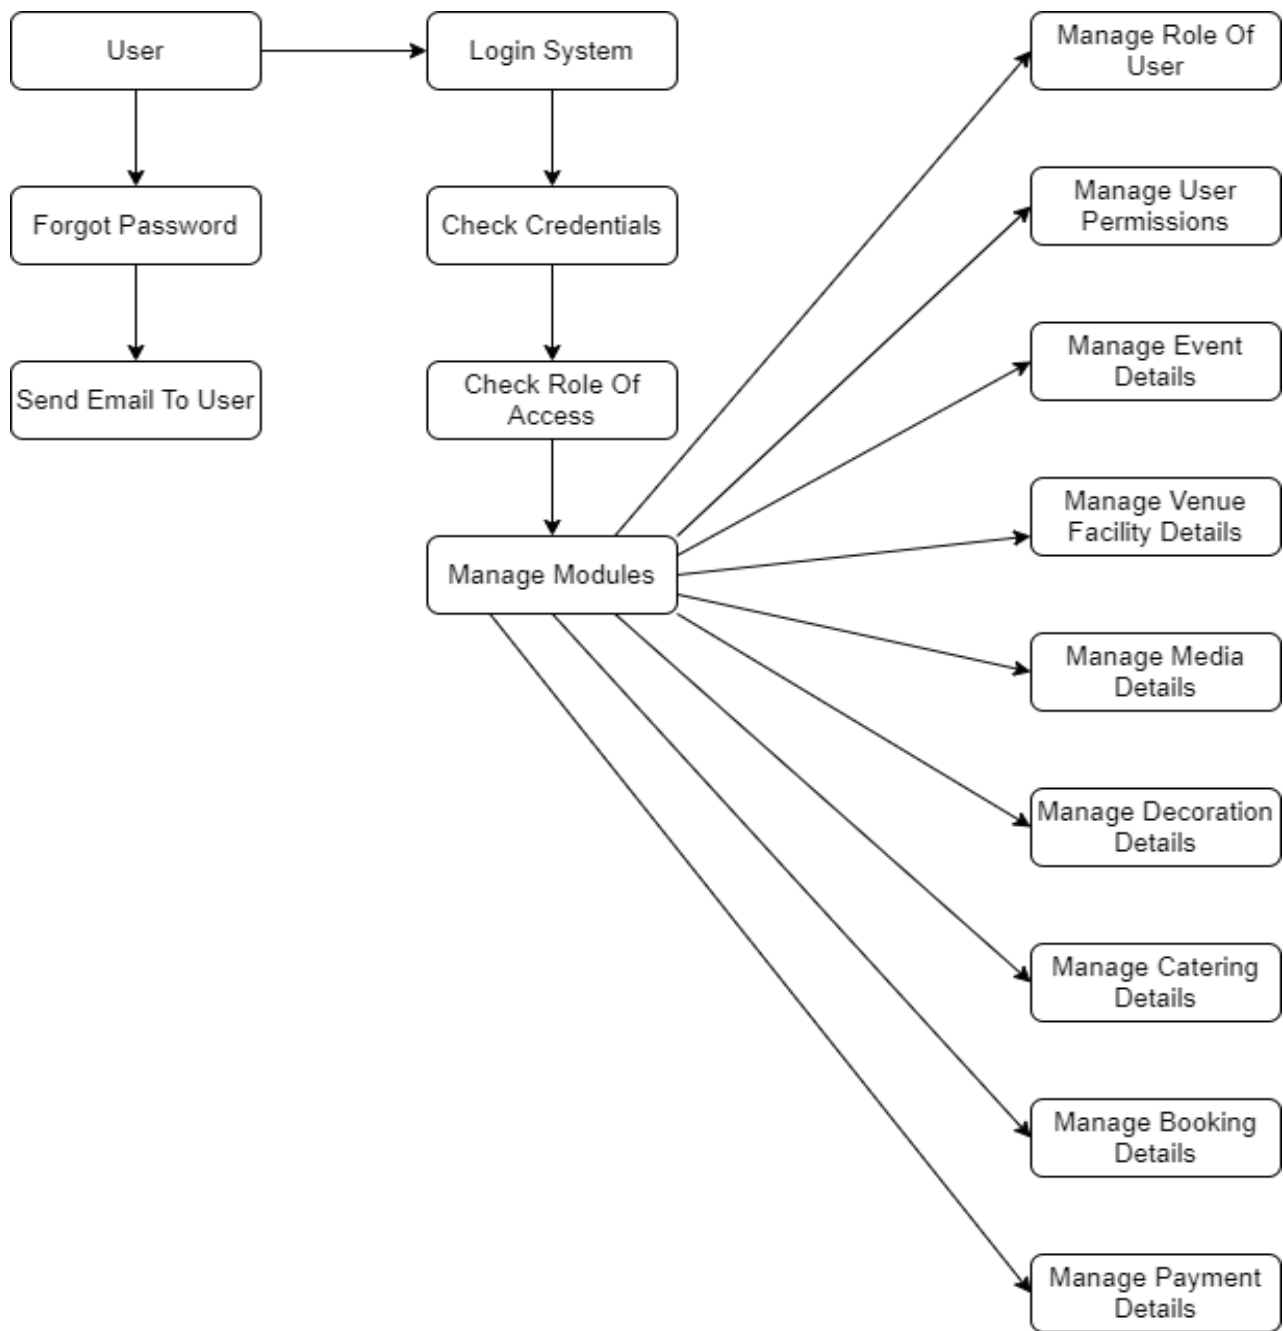 User
Login System
Manage Role Of
User
Manage User
Permissions
Forgot Password
Check Credentials
Manage Event
Details
Send Email To User
Check Role Of
Access
Manage Venue
Facility Details
Manage Modules
Manage Media
Details
Manage Decoration
Details
Manage Catering
Details
Manage Booking
Details
Manage Payment
Details